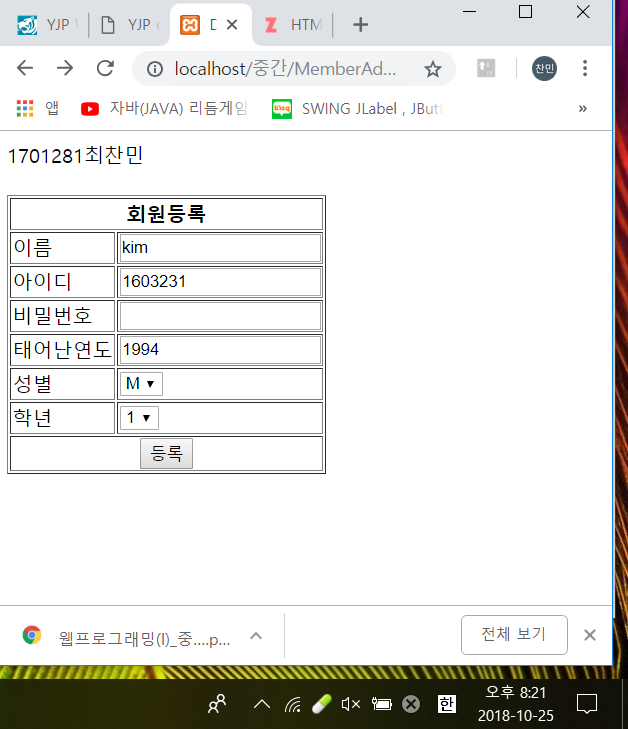 YJP
YJP e
D
HTM
localhost/중간/MemberAd...
찬민
앱
자바(JAVA) 리듬게임
blog
SWING JLabel , JButt
»
1701281최찬민
회원등록
이름 kim
아이디 1603231
비밀번호
태어난연도 1994
성별 M
학년 1
등록
웹프로그래밍(I)_중....p...
전체 보기
한
오후 8:21
2018-10-25